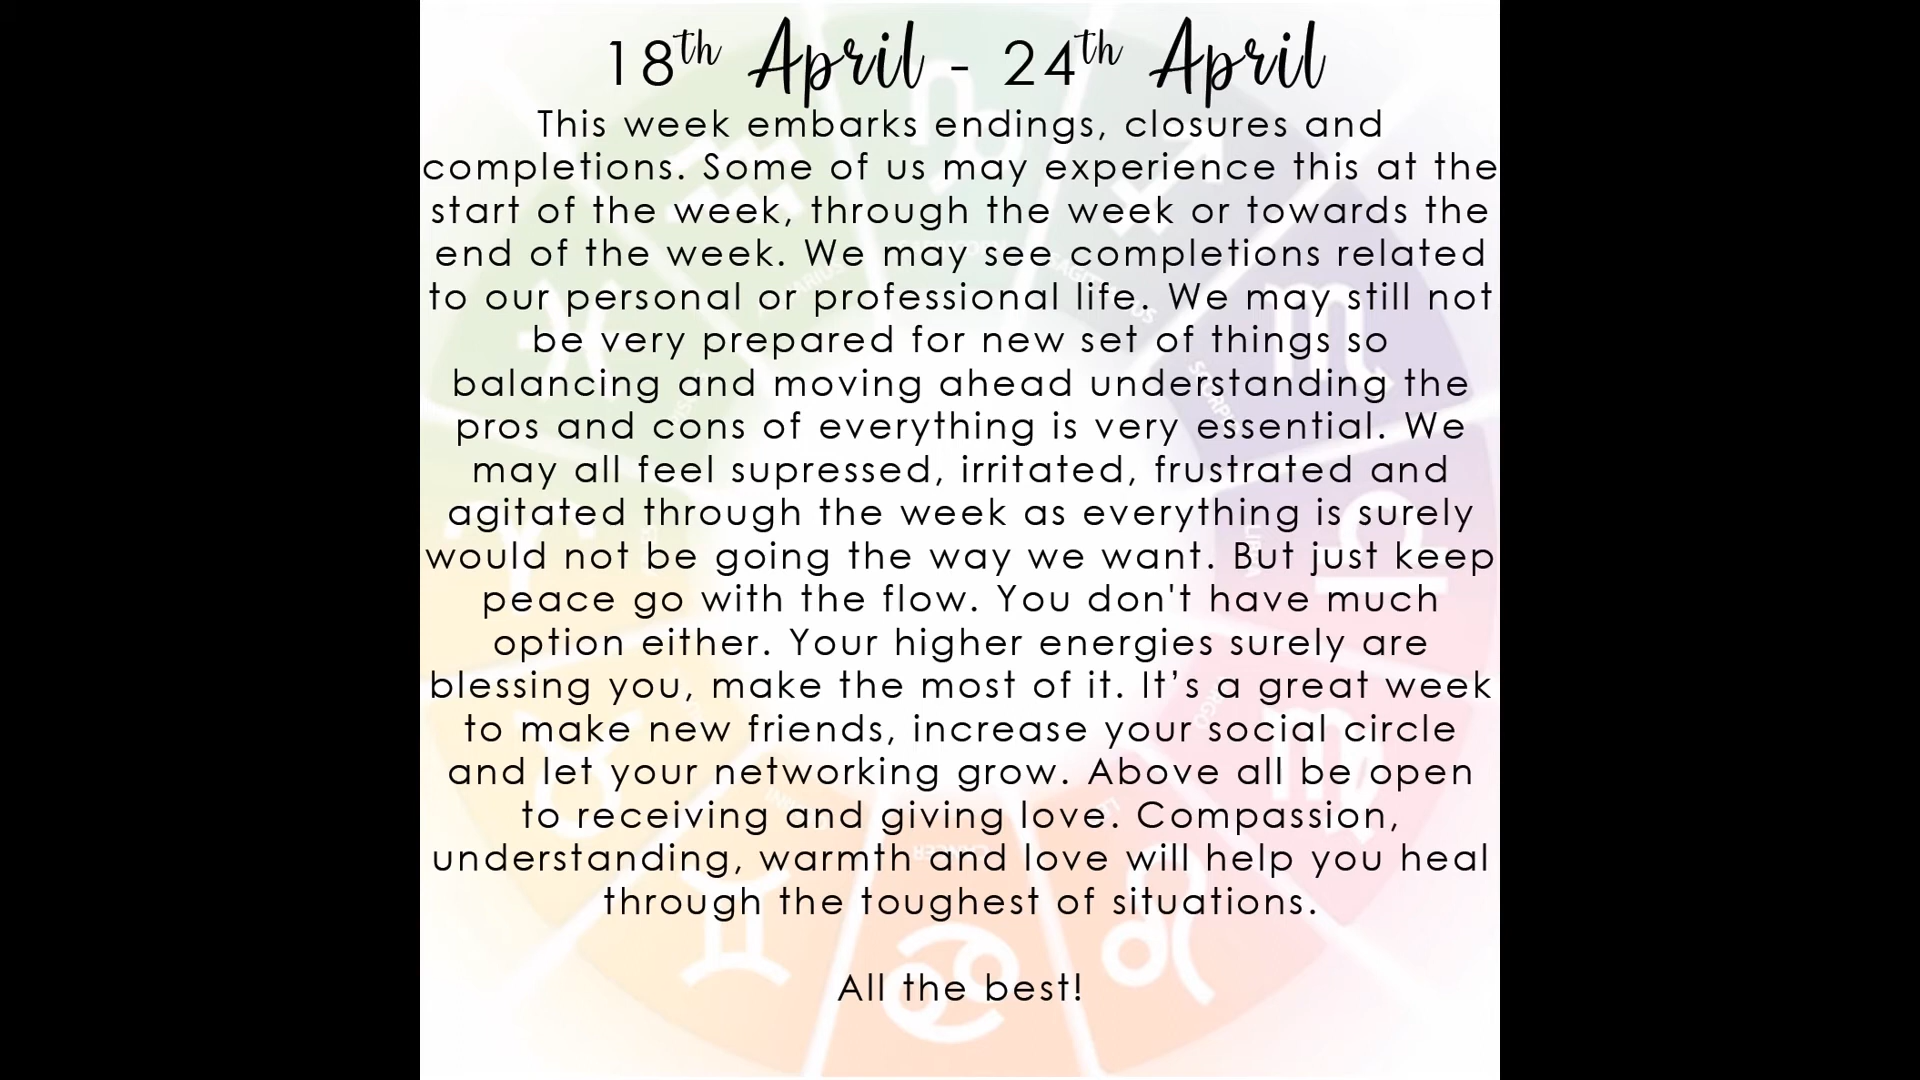 18th April - 24th April
This week embarks endings, closures and
completions. Some of us may experience this at the
start of the week, through the week or towards the
end of the week. We may see completions related
to our personal or professional life. We may still not
be very prepared for new set of things so
balancing and moving ahead understanding the
pros and cons of everything is very essential. We
may all feel supressed, irritated, frustrated and
agitated through the week as everything is surely
would not be going the way we want. But just keep
peace go with the flow. You don't have much
option either. Your higher energies surely are
blessing you, make the most of it. It’s a great week
to make new friends, increase your social circle
and let your networking grow. Above all be open
to receiving and giving love. Compassion,
understanding, warmth and love will help you heal
through the toughest of situations.
All the best!